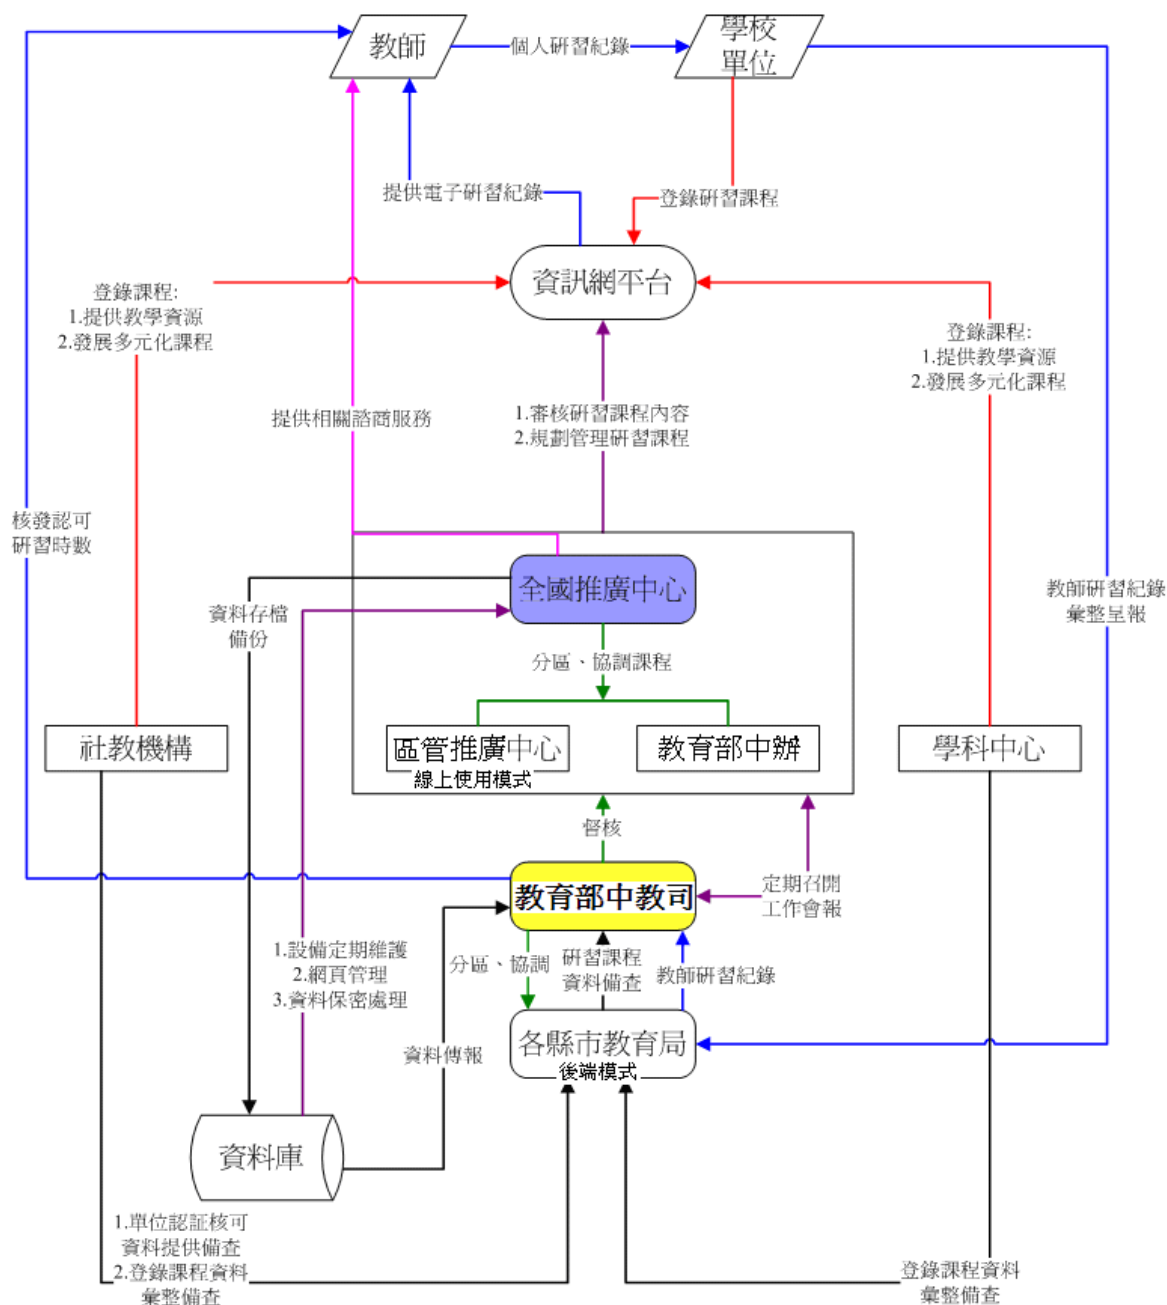 教師
個人研習紀錄
學校
單位
提供電子研習紀錄
登錄研習課程
資訊網平台
登錄課程:
1.提供教學資源
2.發展多元化課程
登錄課程:
1.提供教學資源
2.發展多元化課程
提供相關諮商服務
1.審核研習課程內容
2.規劃管理研習課程
核發認可
研習時數
全國推廣中心
資料存檔
備份
教師研習紀錄
彙整呈報
分區、協調課程
社教機構
區管推廣中心
線上使用模式
教育部中辦
學科中心
督核
教育部中教司
定期召開
工作會報
1.設備定期維護
2.網頁管理
3.資料保密處理
分區、協調
研習課程
資料備查
教師研習紀錄
資料傳報
各縣市教育局
後端模式
資料庫
1.單位認証核可
資料提供備查
2.登錄課程資料
彙整備查
登錄課程資料
彙整備查